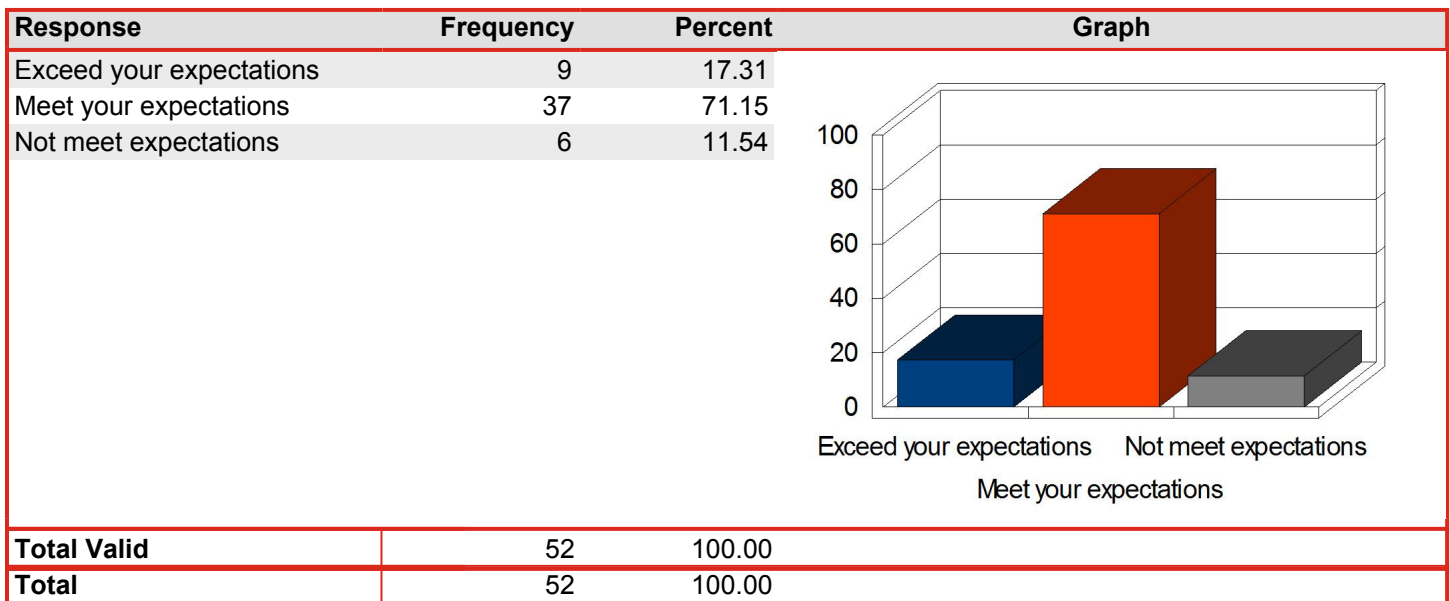 Response Frequency Percent Graph
Exceed your expectations 9 17.31
Meet your expectations 37 71.15
Not meet expectations 6 11.54
100
80
60
40
20
0
Exceed your expectations Not meet expectations
Meet your expectations
Total Valid 52 100.00
Total 52 100.00